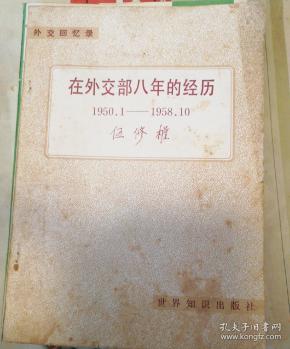 外交回忆录
在外交部八年的经历
1950.1——1958.10
伍修权
世界知识出版社
孔夫子旧书网